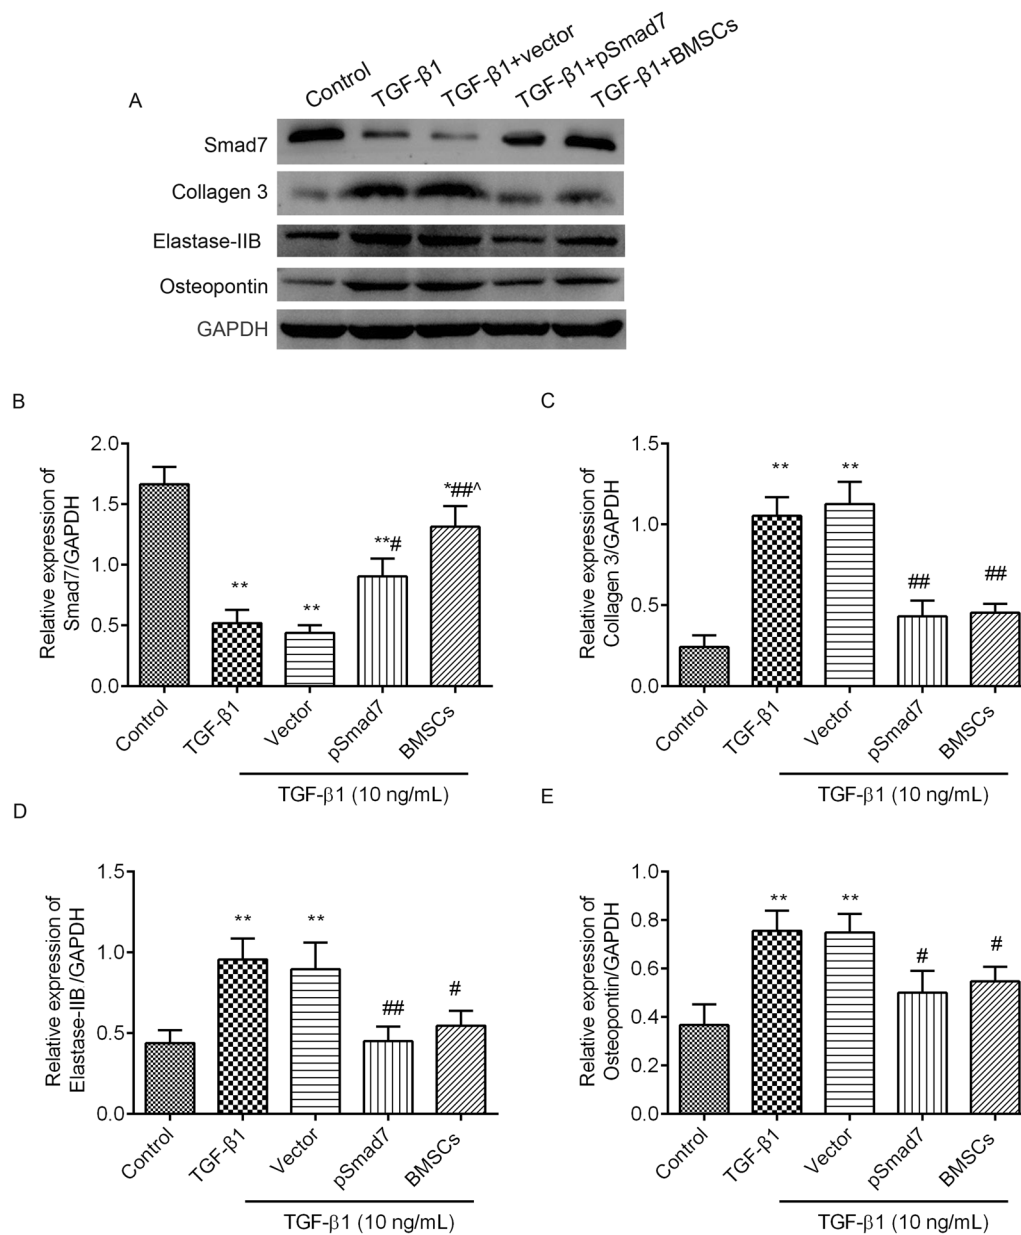 A
Control
TGF-β1
TGF-β1+vector
TGF-β1+pSmad7
TGF-β1+BMSCs
Smad7
Collagen 3
Elastase-IIB
Osteopontin
GAPDH
B
Relative expression of
Smad7/GAPDH
2.0
1.5
1.0
0.5
0.0
**
**
**#
*##^
Control
TGF-β1
Vector
pSmad7
BMSCs
TGF-β1 (10 ng/mL)
C
Relative expression of
Collagen 3/GAPDH
1.5
1.0
0.5
0.0
**
**
##
##
Control
TGF-β1
Vector
pSmad7
BMSCs
TGF-β1 (10 ng/mL)
D
Relative expression of
Elastase-IIB /GAPDH
1.5
1.0
0.5
0.0
**
**
##
#
Control
TGF-β1
Vector
pSmad7
BMSCs
TGF-β1 (10 ng/mL)
E
Relative expression of
Osteopontin/GAPDH
1.0
0.8
0.6
0.4
0.2
0.0
**
**
#
#
Control
TGF-β1
Vector
pSmad7
BMSCs
TGF-β1 (10 ng/mL)